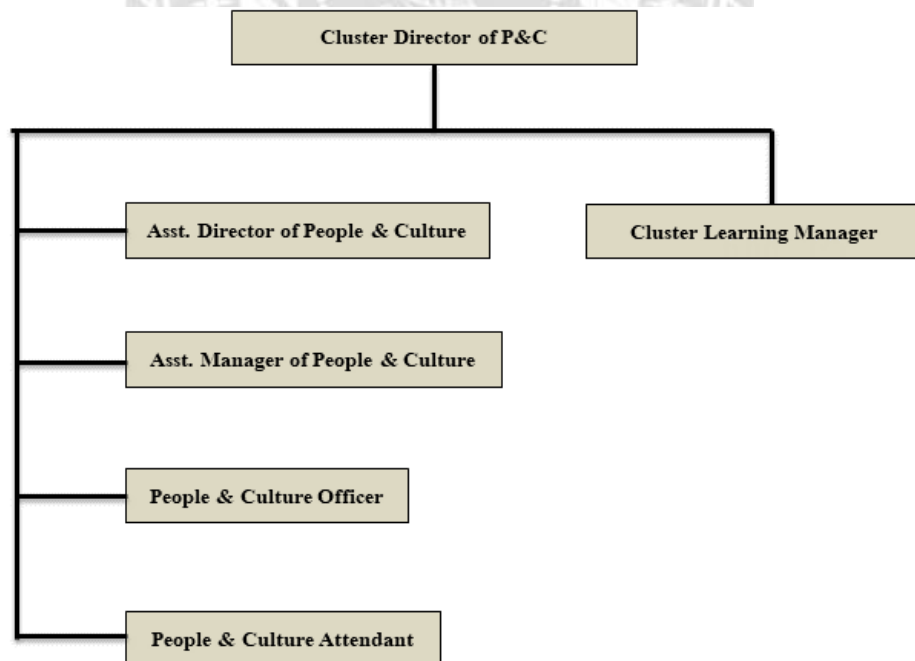 Cluster Director of P&C
Asst. Director of People & Culture
Cluster Learning Manager
Asst. Manager of People & Culture
People & Culture Officer
People & Culture Attendant